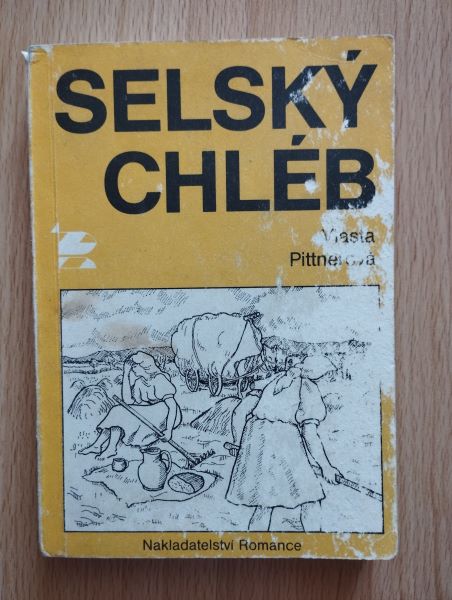 SELSKÝ
CHLÉB
Vlasta
Pittnerová
Nakladatelství Romance